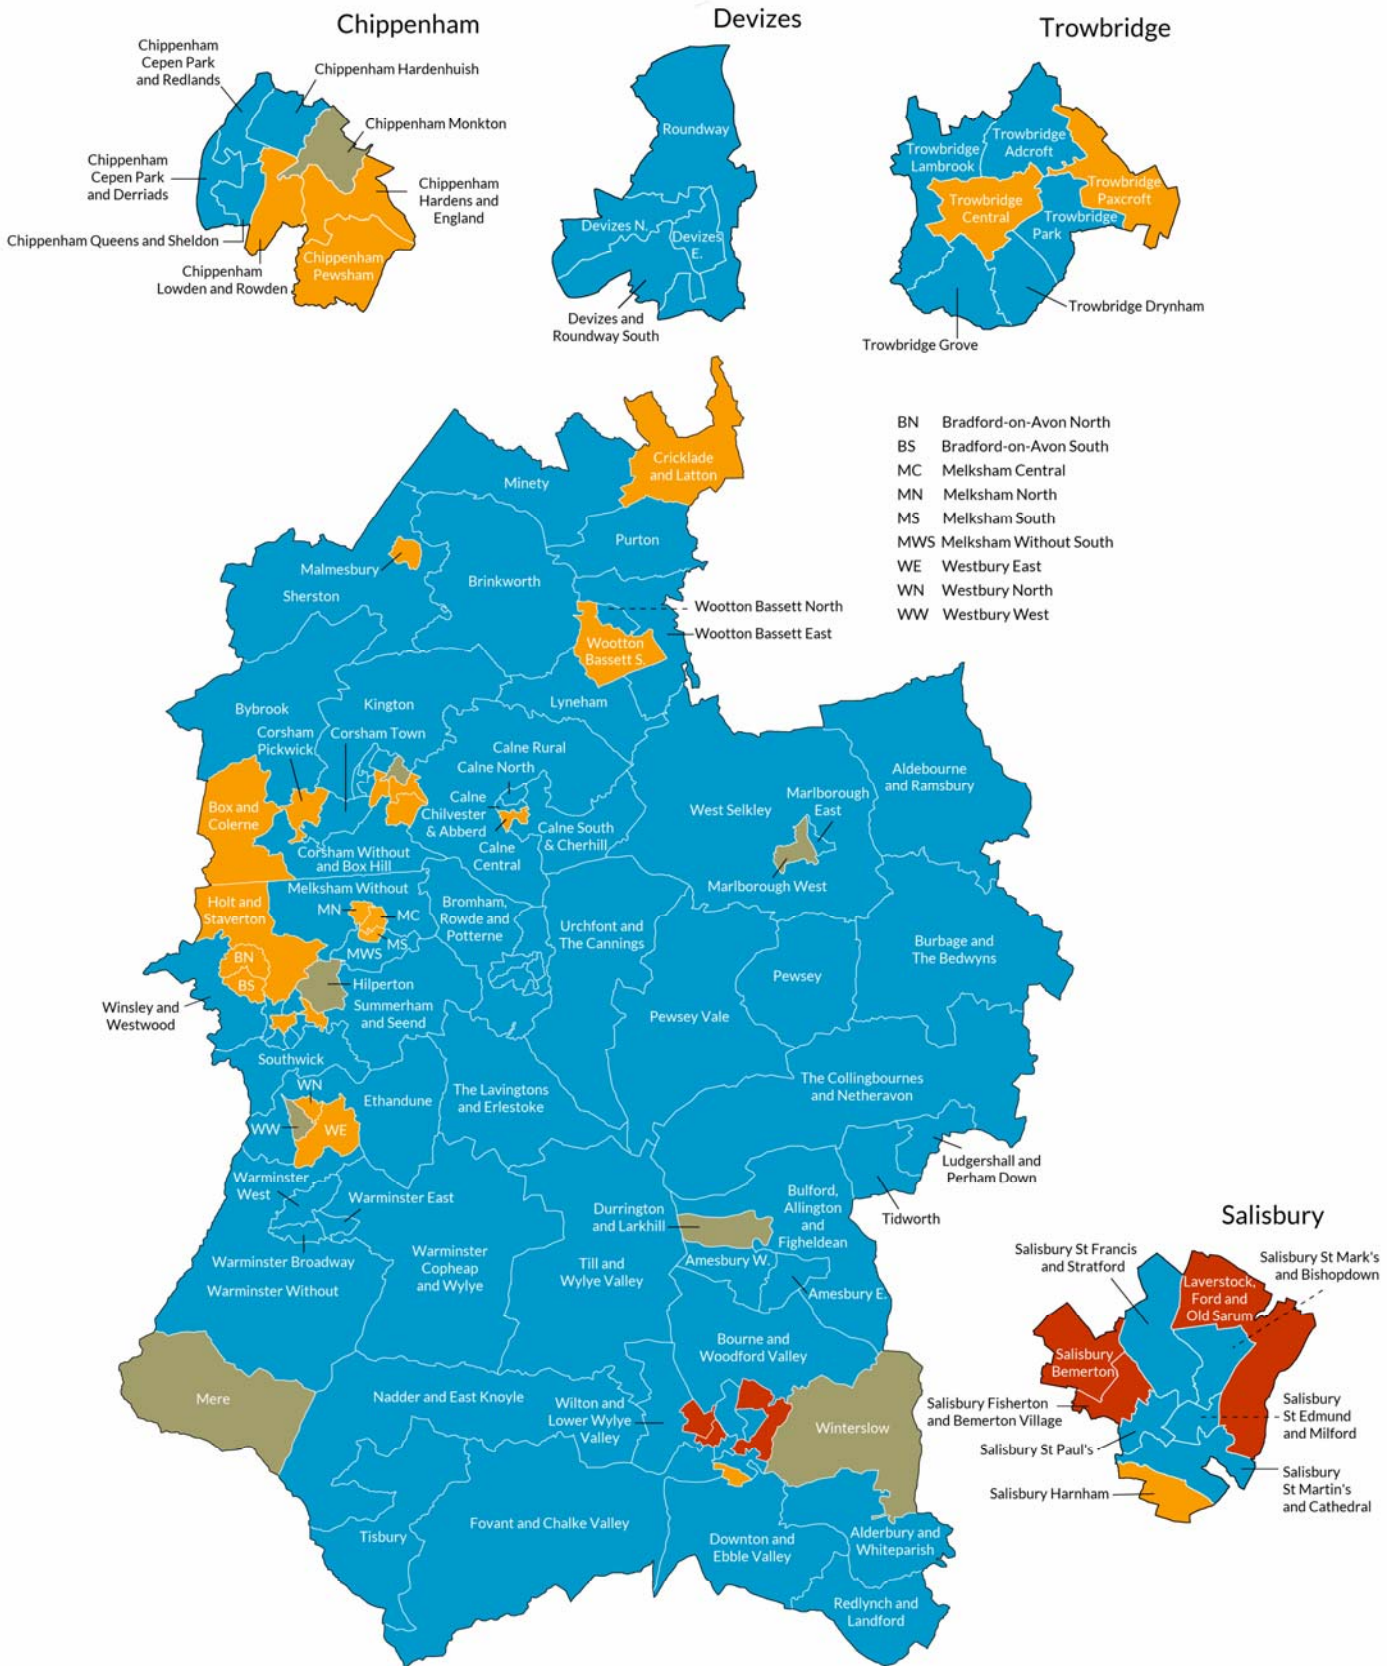 Chippenham
Chippenham
Cepen Park
and Redlands
Chippenham Hardenhuish
Chippenham Monkton
Chippenham
Cepen Park
and Derriads
Chippenham
Hardens and
England
Chippenham Queens and Sheldon
Chippenham
Lowden and Rowden
Chippenham
Pewsham
Devizes
Roundway
Devizes N.
Devizes
E.
Devizes and
Roundway South
Trowbridge
Trowbridge
Lambrook
Trowbridge
Adcroft
Trowbridge
Paxcroft
Trowbridge
Central
Trowbridge
Park
Trowbridge Drynham
Trowbridge Grove
BN Bradford-on-Avon North
BS Bradford-on-Avon South
MC Melksham Central
MN Melksham North
MS Melksham South
MWS Melksham Without South
WE Westbury East
WN Westbury North
WW Westbury West
Cricklade
and Latton
Minety
Purton
Malmesbury
Brinkworth
Sherston
Wootton Bassett North
Wootton Bassett East
Wootton
Bassett S.
Lyneham
Bybrook
Kington
Corsham
Pickwick
Corsham Town
Calne Rural
Calne North
Calne
Chilvester
& Abberd
Calne South
& Cherhill
Calne
Central
Box and
Colerne
Corsham Without
and Box Hill
West Selkley
Marlborough
East
Marlborough West
Aldebourne
and Ramsbury
Melksham Without
MN
MC
MS
MWS
Holt and
Staverton
BN
BS
Bromham,
Rowde and
Potterne
Urchfont and
The Cannings
Burbage and
The Bedwyns
Pewsey
Pewsey Vale
Hilperton
Winsley and
Westwood
Summerham
and Seend
Southwick
WN
WW
WE
Ethandune
The Lavingtons
and Erlestoke
The Collingbournes
and Netheravon
Ludgershall and
Perham Down
Tidworth
Warminster
West
Warminster East
Warminster Broadway
Warminster Without
Warminster
Copheap
and Wylye
Durrington
and Larkhill
Bulford,
Allington
and
Figheldean
Till and
Wylye Valley
Amesbury W.
Amesbury E.
Bourne and
Woodford Valley
Mere
Nadder and East Knoyle
Wilton and
Lower Wylye
Valley
Winterslow
Tisbury
Fovant and Chalke Valley
Downton and
Ebble Valley
Alderbury and
Whiteparish
Redlynch and
Landford
Salisbury
Salisbury St Francis
and Stratford
Salisbury St Mark's
and Bishopdown
Laverstock,
Ford and
Old Sarum
Salisbury
Bemerton
Salisbury Fisherton
and Bemerton Village
Salisbury
St Edmund
and Milford
Salisbury St Paul's
Salisbury Harnham
Salisbury
St Martin's
and Cathedral